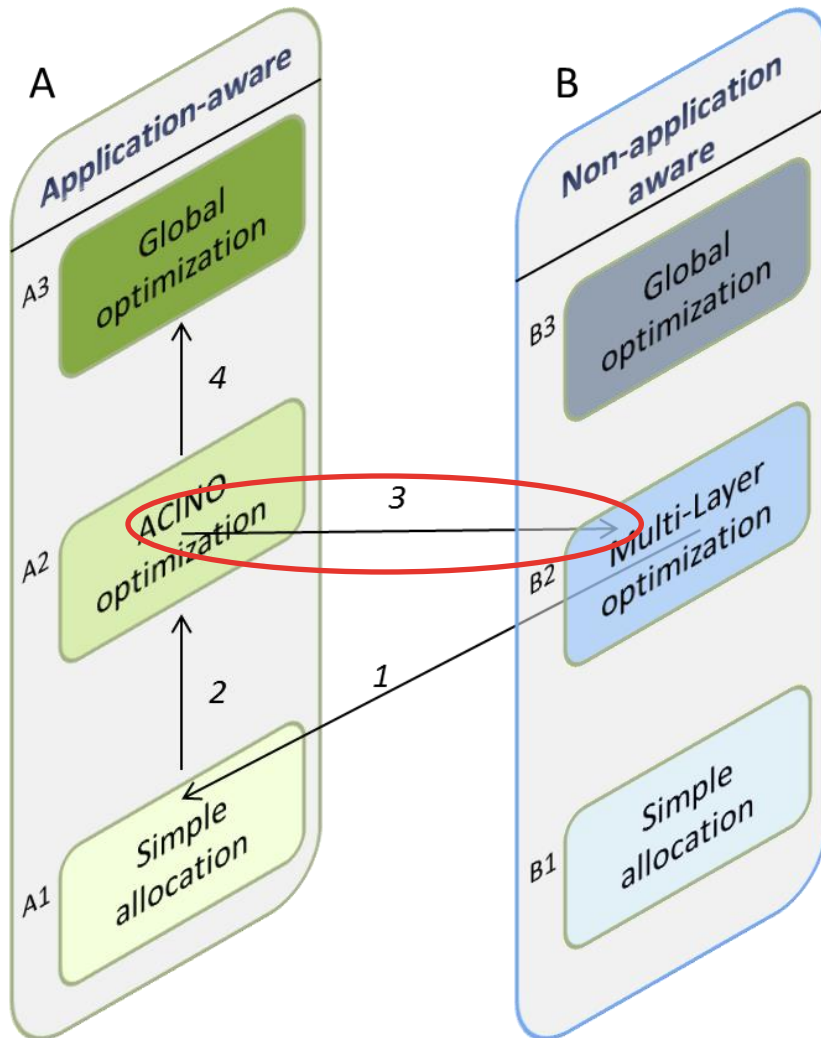 A
Application-aware
A3
Global
optimization
4
A2
ACINO
optimization
2
A1
Simple
allocation
3
1
B
Non-application
aware
B3
Global
optimization
B2
Multi-Layer
optimization
B1
Simple
allocation